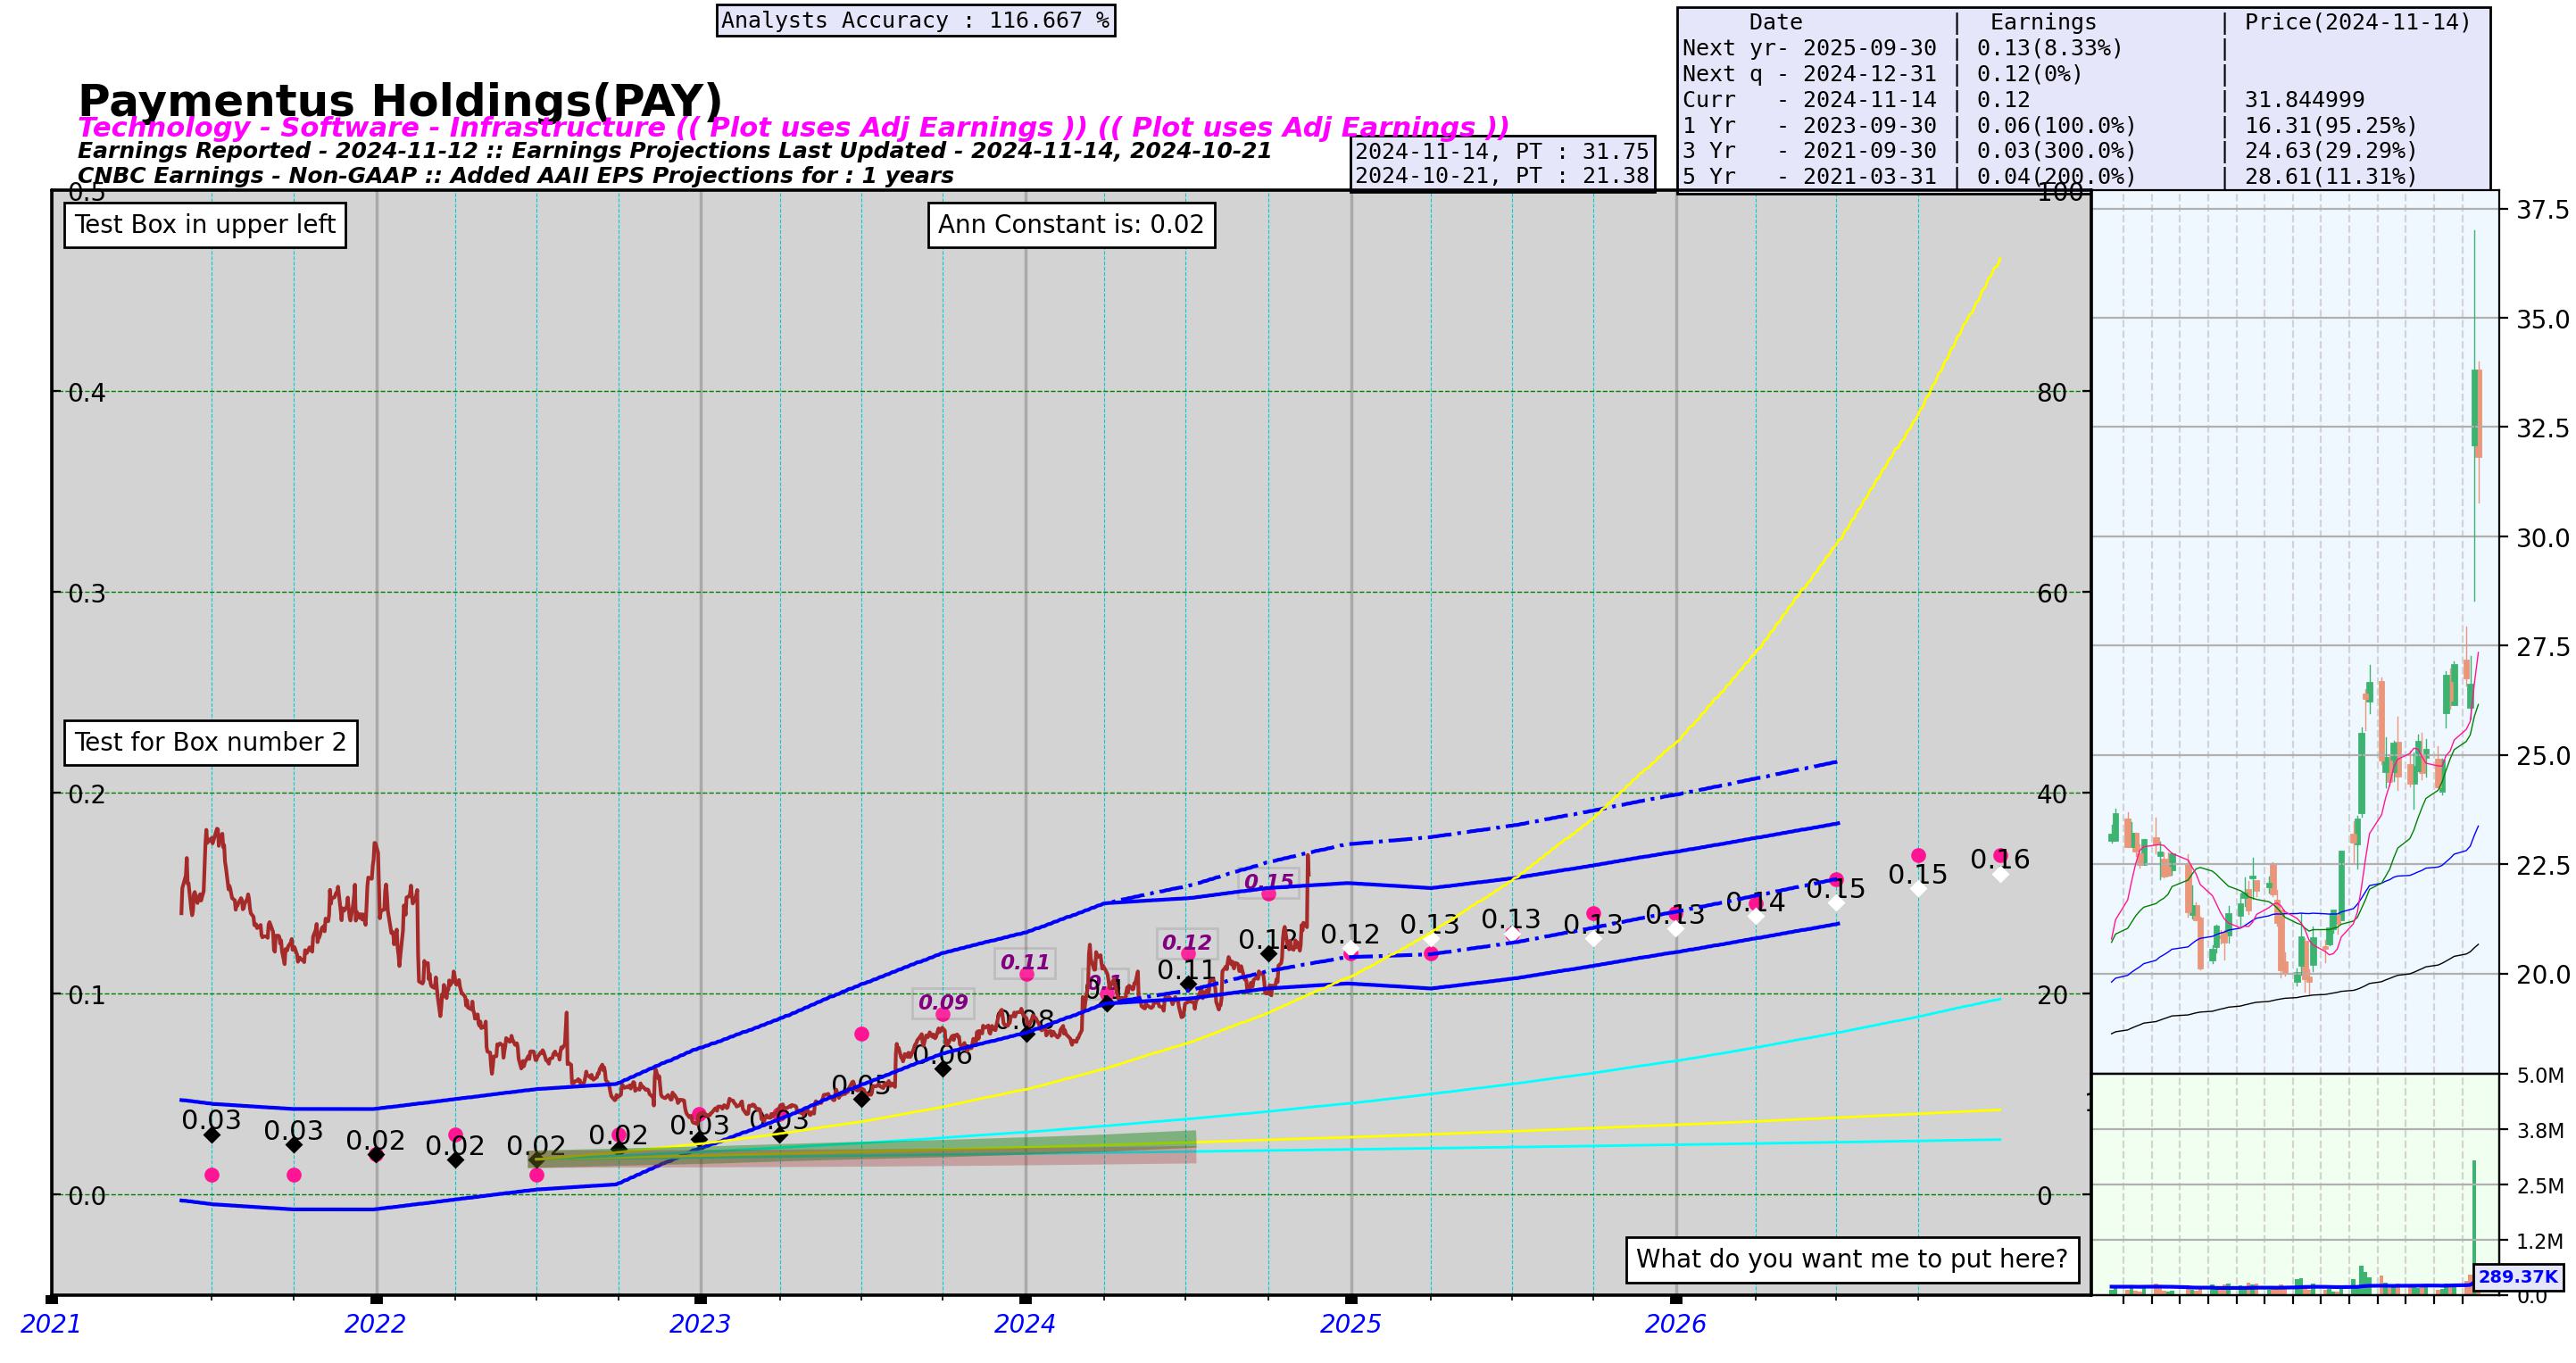 Analysts Accuracy : 116.667 %
Date | Earnings | Price(2024-11-14)
Next yr- 2025-09-30 | 0.13(8.33%) |
Next q - 2024-12-31 | 0.12(0%) |
Curr - 2024-11-14 | 0.12 | 31.844999
1 Yr - 2023-09-30 | 0.06(100.0%) | 16.31(95.25%)
3 Yr - 2021-09-30 | 0.03(300.0%) | 24.63(29.29%)
5 Yr - 2021-03-31 | 0.04(200.0%) | 28.61(11.31%)
Paymentus Holdings(PAY)
Technology - Software - Infrastructure (( Plot uses Adj Earnings )) (( Plot uses Adj Earnings ))
Earnings Reported - 2024-11-12 :: Earnings Projections Last Updated - 2024-11-14, 2024-10-21
CNBC Earnings - Non-GAAP :: Added AAII EPS Projections for : 1 years
2024-11-14, PT : 31.75
2024-10-21, PT : 21.38
Test Box in upper left
Ann Constant is: 0.02
Test for Box number 2
What do you want me to put here?
0.5
0.4
0.3
0.2
0.1
0.0
100
80
60
40
20
0
0.03
0.03
0.02
0.02
0.02
0.02
0.03
0.03
0.05
0.06
0.08
0.1
0.11
0.12
0.12
0.13
0.13
0.13
0.13
0.14
0.15
0.15
0.16
0.09
0.11
0.1
0.12
0.15
37.5
35.0
32.5
30.0
27.5
25.0
22.5
20.0
5.0M
3.8M
2.5M
1.2M
289.37K
0.0
2021
2022
2023
2024
2025
2026